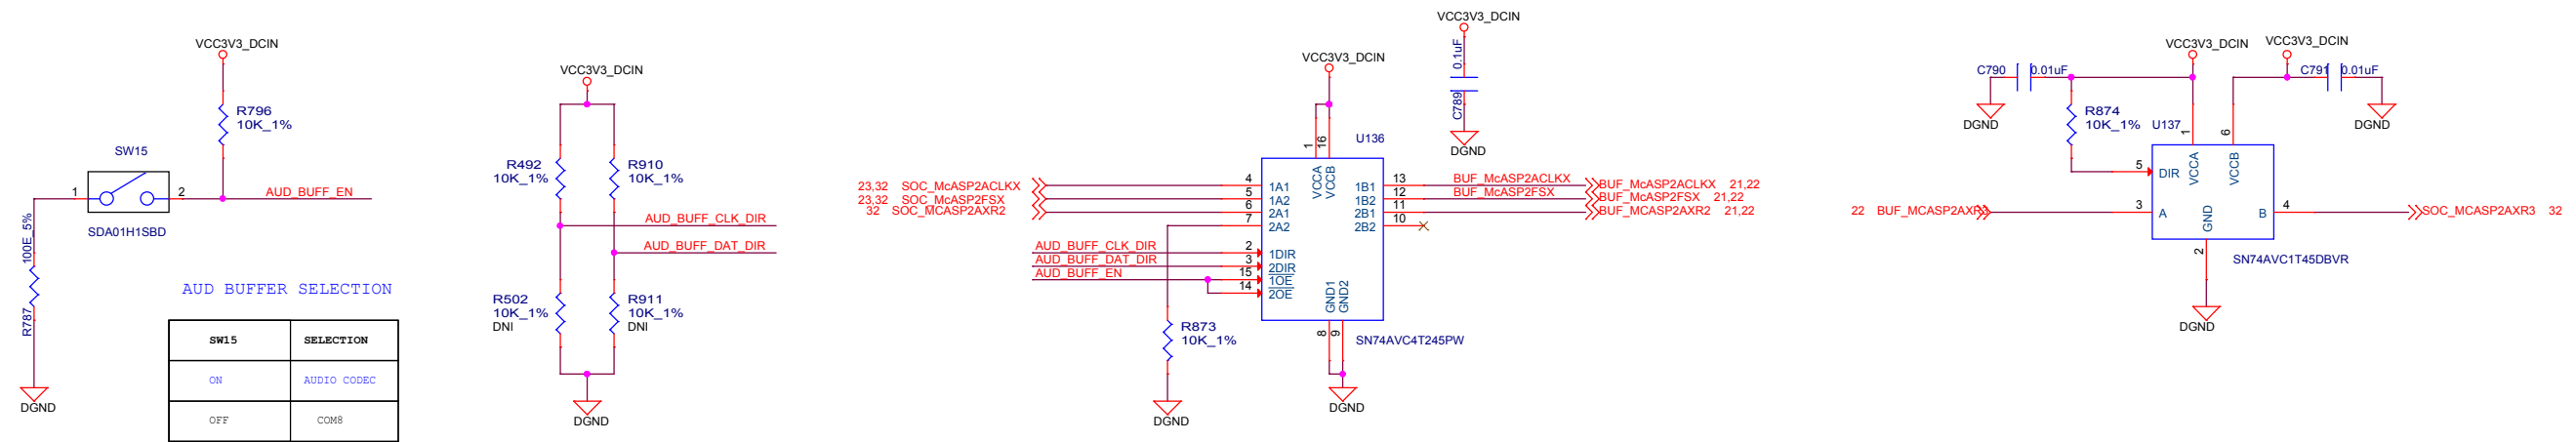 VCC3V3_DCIN
R796
10K_1%
SW15
1
2
AUD_BUFF_EN
SDA01H1SBD
100E_5%
R787
DGND
AUD BUFFER SELECTION
SW15 SELECTION
ON AUDIO CODEC
OFF COM8
VCC3V3_DCIN
R492
10K_1%
R910
10K_1%
AUD_BUFF_CLK_DIR
AUD_BUFF_DAT_DIR
R502
10K_1%
DNI
R911
10K_1%
DNI
DGND
VCC3V3_DCIN
VCC3V3_DCIN
0.1uF
C789
DGND
U136
1
16
VCCA
VCCB
23,32 SOC_McASP2ACLKX
23,32 SOC_McASP2FSX
32 SOC_MCASP2AXR2
4 1A1
5 1A2
6 2A1
7 2A2
1B1 13
1B2 12
2B1 11
2B2 10
BUF_McASP2ACLKX
BUF_McASP2FSX
BUF_McASP2ACLKX 21,22
BUF_McASP2FSX 21,22
BUF_MCASP2AXR2 21,22
AUD_BUFF_CLK_DIR 2 1DIR
AUD_BUFF_DAT_DIR 3 2DIR
AUD_BUFF_EN 15 1OE
14 2OE
GND1
GND2
8
9
SN74AVC4T245PW
R873
10K_1%
DGND
DGND
VCC3V3_DCIN
VCC3V3_DCIN
C790 0.01uF
C791 0.01uF
DGND
DGND
R874
10K_1%
U137
1
6
VCCA
VCCB
5 DIR
22 BUF_MCASP2AXR3
3 A
GND
B 4
SOC_MCASP2AXR3 32
2
SN74AVC1T45DBVR
DGND